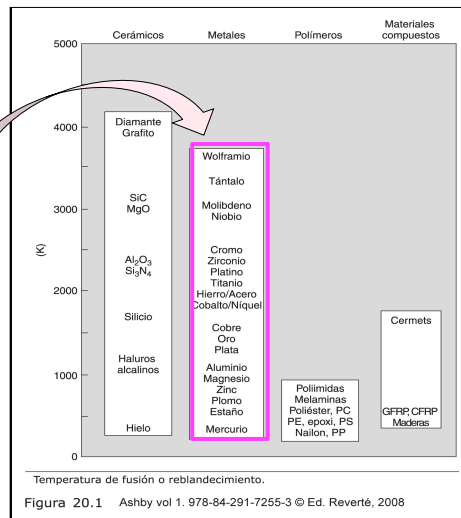 Cerámicos
Metales
Polímeros
Materiales
compuestos
5000
4000
3000
2000
1000
0
(K)
Diamante
Grafito
SiC
MgO
Al₂O₃
Si₃N₄
Silicio
Haluros
alcalinos
Hielo
Wolframio
Tántalo
Molibdeno
Niobio
Cromo
Zirconio
Platino
Titanio
Hierro/Acero
Cobalto/Níquel
Cobre
Oro
Plata
Aluminio
Magnesio
Zinc
Plomo
Estaño
Mercurio
Poliimidas
Melaminas
Poliéster, PC
PE, epoxi, PS
Nailon, PP
Cermets
GFRP, CFRP
Maderas
Temperatura de fusión o reblandecimiento.
Figura 20.1 Ashby vol 1. 978-84-291-7255-3 © Ed. Reverté, 2008